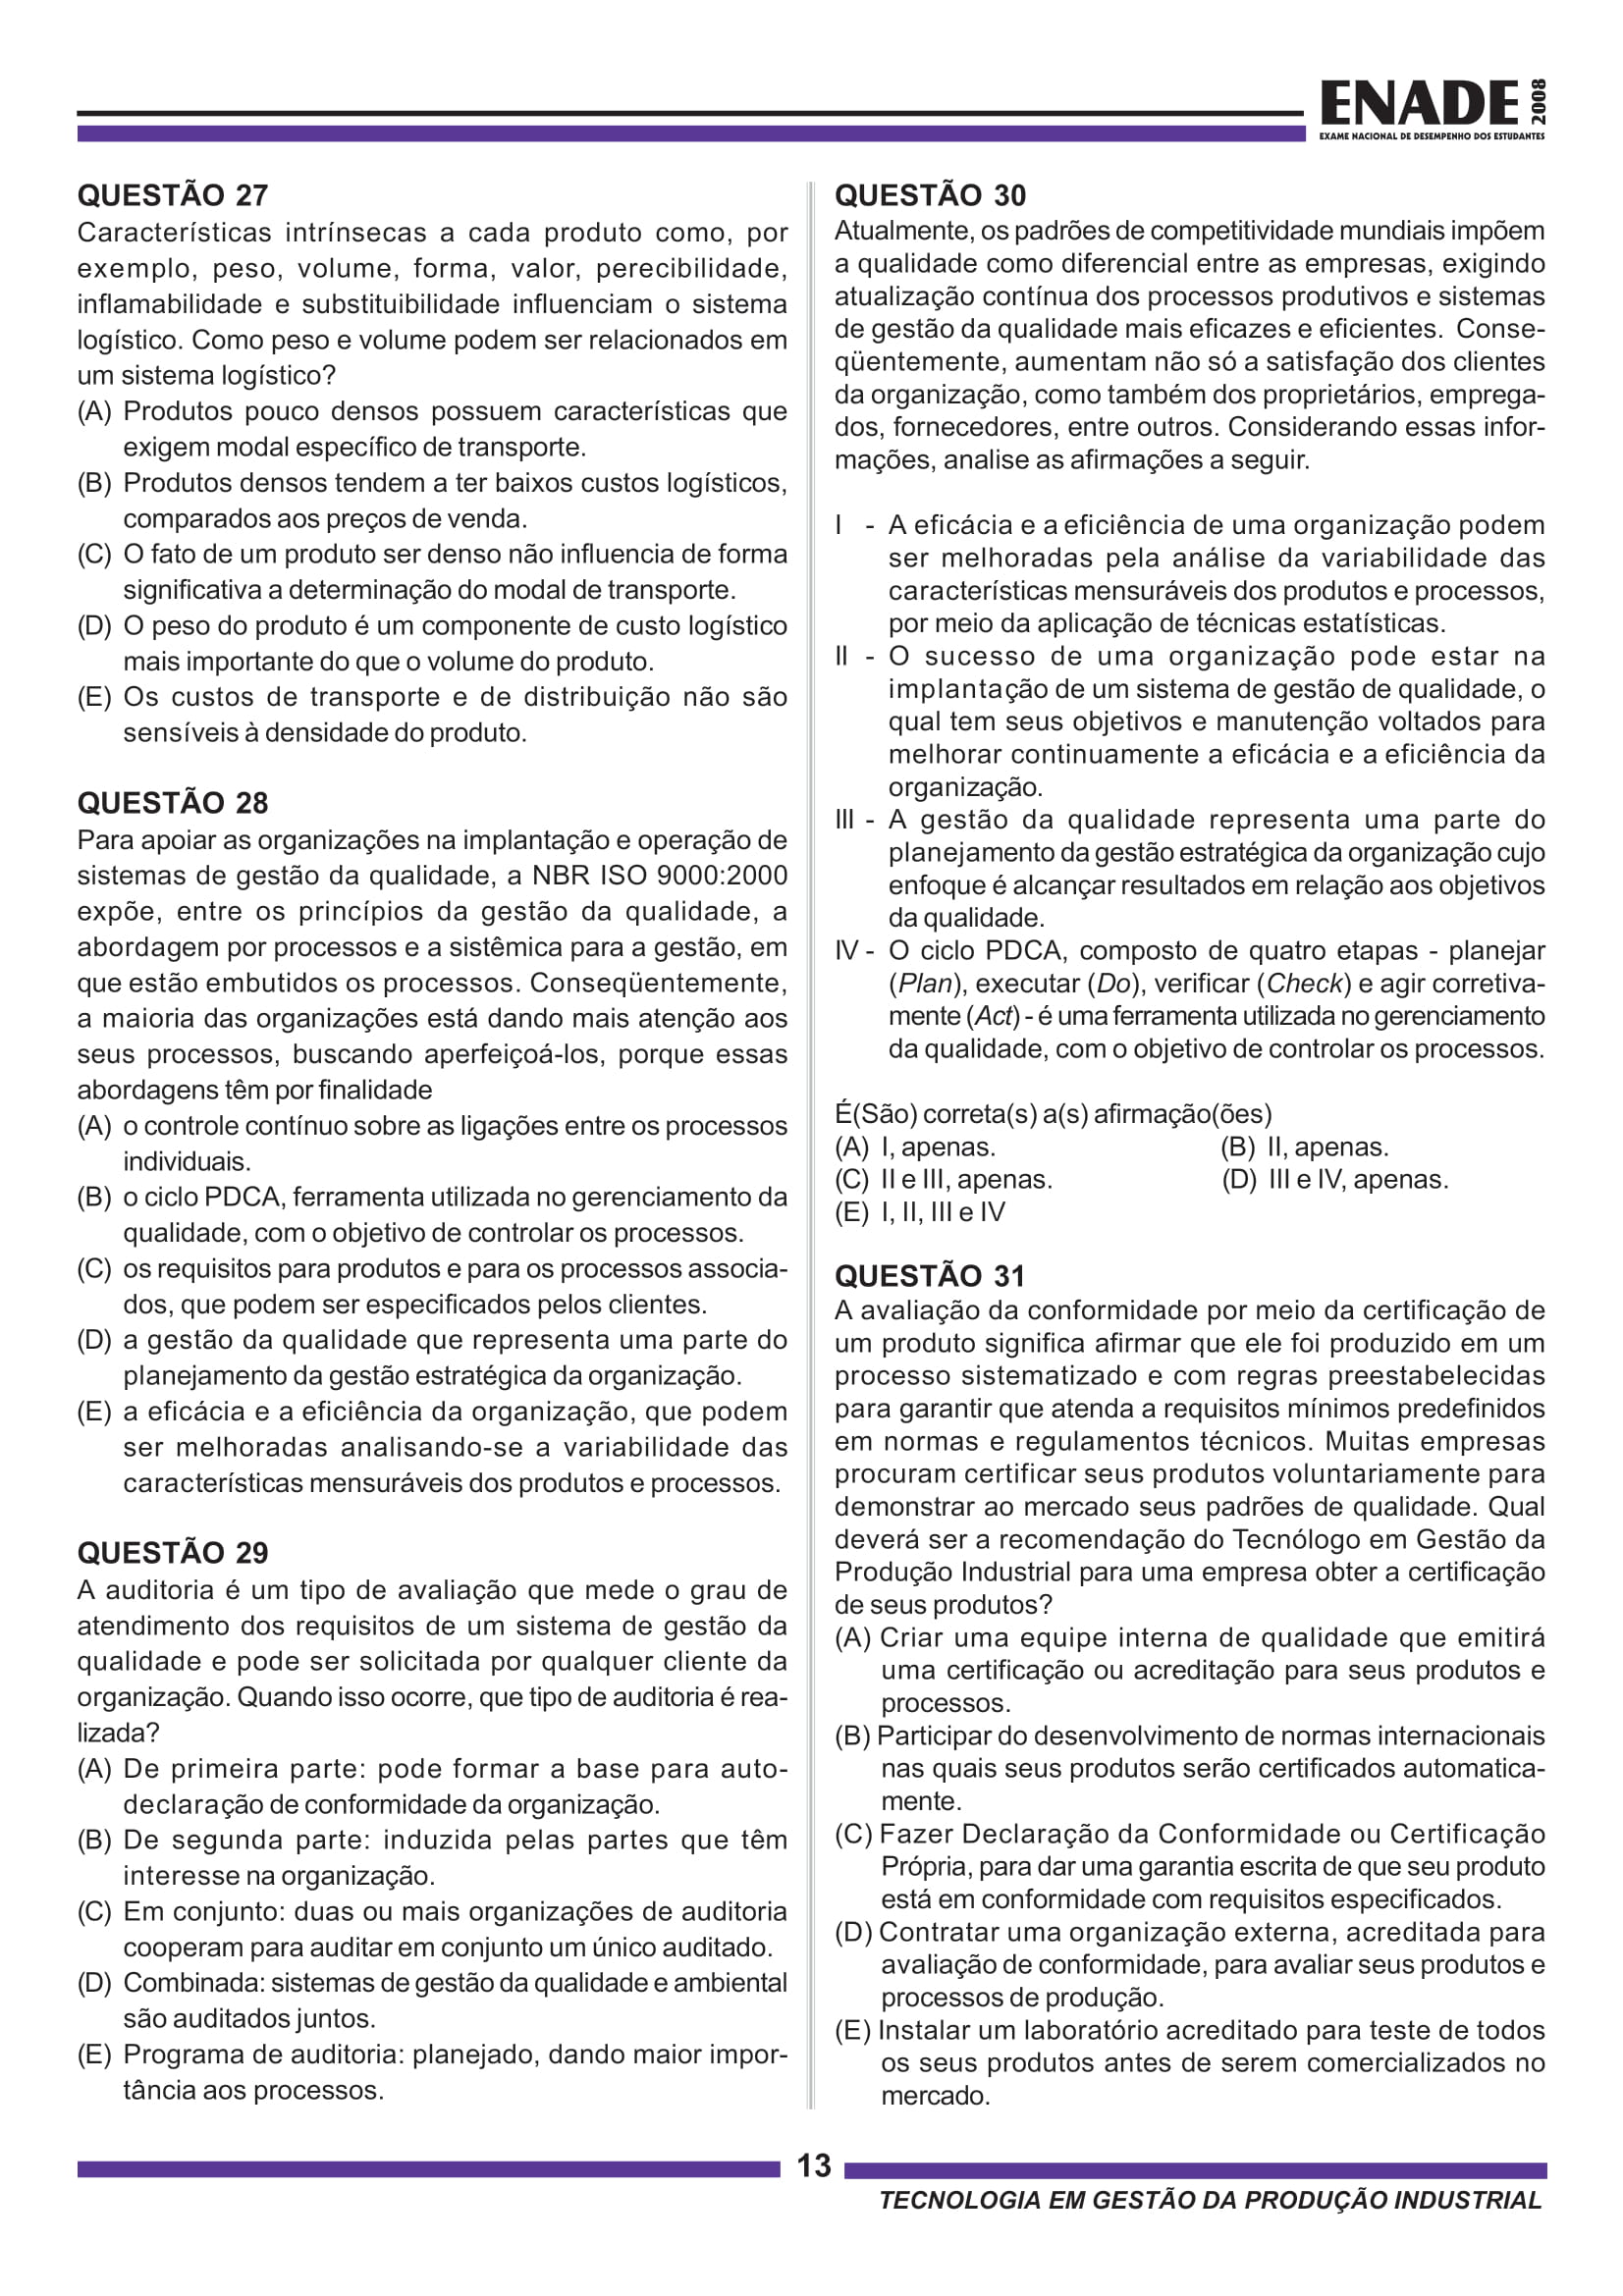 ENADE 2008
EXAME NACIONAL DE DESEMPENHO DOS ESTUDANTES
QUESTÃO 27
Características intrínsecas a cada produto como, por
exemplo, peso, volume, forma, valor, perecibilidade,
inflamabilidade e substituibilidade influenciam o sistema
logístico. Como peso e volume podem ser relacionados em
um sistema logístico?
(A) Produtos pouco densos possuem características que
exigem modal específico de transporte.
(B) Produtos densos tendem a ter baixos custos logísticos,
comparados aos preços de venda.
(C) O fato de um produto ser denso não influencia de forma
significativa a determinação do modal de transporte.
(D) O peso do produto é um componente de custo logístico
mais importante do que o volume do produto.
(E) Os custos de transporte e de distribuição não são
sensíveis à densidade do produto.
QUESTÃO 28
Para apoiar as organizações na implantação e operação de
sistemas de gestão da qualidade, a NBR ISO 9000:2000
expõe, entre os princípios da gestão da qualidade, a
abordagem por processos e a sistêmica para a gestão, em
que estão embutidos os processos. Conseqüentemente,
a maioria das organizações está dando mais atenção aos
seus processos, buscando aperfeiçoá-los, porque essas
abordagens têm por finalidade
(A) o controle contínuo sobre as ligações entre os processos
individuais.
(B) o ciclo PDCA, ferramenta utilizada no gerenciamento da
qualidade, com o objetivo de controlar os processos.
(C) os requisitos para produtos e para os processos associa-
dos, que podem ser especificados pelos clientes.
(D) a gestão da qualidade que representa uma parte do
planejamento da gestão estratégica da organização.
(E) a eficácia e a eficiência da organização, que podem
ser melhoradas analisando-se a variabilidade das
características mensuráveis dos produtos e processos.
QUESTÃO 29
A auditoria é um tipo de avaliação que mede o grau de
atendimento dos requisitos de um sistema de gestão da
qualidade e pode ser solicitada por qualquer cliente da
organização. Quando isso ocorre, que tipo de auditoria é rea-
lizada?
(A) De primeira parte: pode formar a base para auto-
declaração de conformidade da organização.
(B) De segunda parte: induzida pelas partes que têm
interesse na organização.
(C) Em conjunto: duas ou mais organizações de auditoria
cooperam para auditar em conjunto um único auditado.
(D) Combinada: sistemas de gestão da qualidade e ambiental
são auditados juntos.
(E) Programa de auditoria: planejado, dando maior impor-
tância aos processos.
QUESTÃO 30
Atualmente, os padrões de competitividade mundiais impõem
a qualidade como diferencial entre as empresas, exigindo
atualização contínua dos processos produtivos e sistemas
de gestão da qualidade mais eficazes e eficientes. Conse-
qüentemente, aumentam não só a satisfação dos clientes
da organização, como também dos proprietários, emprega-
dos, fornecedores, entre outros. Considerando essas infor-
mações, analise as afirmações a seguir.
I - A eficácia e a eficiência de uma organização podem
ser melhoradas pela análise da variabilidade das
características mensuráveis dos produtos e processos,
por meio da aplicação de técnicas estatísticas.
II - O sucesso de uma organização pode estar na
implantação de um sistema de gestão de qualidade, o
qual tem seus objetivos e manutenção voltados para
melhorar continuamente a eficácia e a eficiência da
organização.
III - A gestão da qualidade representa uma parte do
planejamento da gestão estratégica da organização cujo
enfoque é alcançar resultados em relação aos objetivos
da qualidade.
IV - O ciclo PDCA, composto de quatro etapas - planejar
(Plan), executar (Do), verificar (Check) e agir corretiva-
mente (Act) - é uma ferramenta utilizada no gerenciamento
da qualidade, com o objetivo de controlar os processos.
É(São) correta(s) a(s) afirmação(ões)
(A) I, apenas. (B) II, apenas.
(C) II e III, apenas. (D) III e IV, apenas.
(E) I, II, III e IV
QUESTÃO 31
A avaliação da conformidade por meio da certificação de
um produto significa afirmar que ele foi produzido em um
processo sistematizado e com regras preestabelecidas
para garantir que atenda a requisitos mínimos predefinidos
em normas e regulamentos técnicos. Muitas empresas
procuram certificar seus produtos voluntariamente para
demonstrar ao mercado seus padrões de qualidade. Qual
deverá ser a recomendação do Tecnólogo em Gestão da
Produção Industrial para uma empresa obter a certificação
de seus produtos?
(A) Criar uma equipe interna de qualidade que emitirá
uma certificação ou acreditação para seus produtos e
processos.
(B) Participar do desenvolvimento de normas internacionais
nas quais seus produtos serão certificados automatica-
mente.
(C) Fazer Declaração da Conformidade ou Certificação
Própria, para dar uma garantia escrita de que seu produto
está em conformidade com requisitos especificados.
(D) Contratar uma organização externa, acreditada para
avaliação de conformidade, para avaliar seus produtos e
processos de produção.
(E) Instalar um laboratório acreditado para teste de todos
os seus produtos antes de serem comercializados no
mercado.
13
TECNOLOGIA EM GESTÃO DA PRODUÇÃO INDUSTRIAL